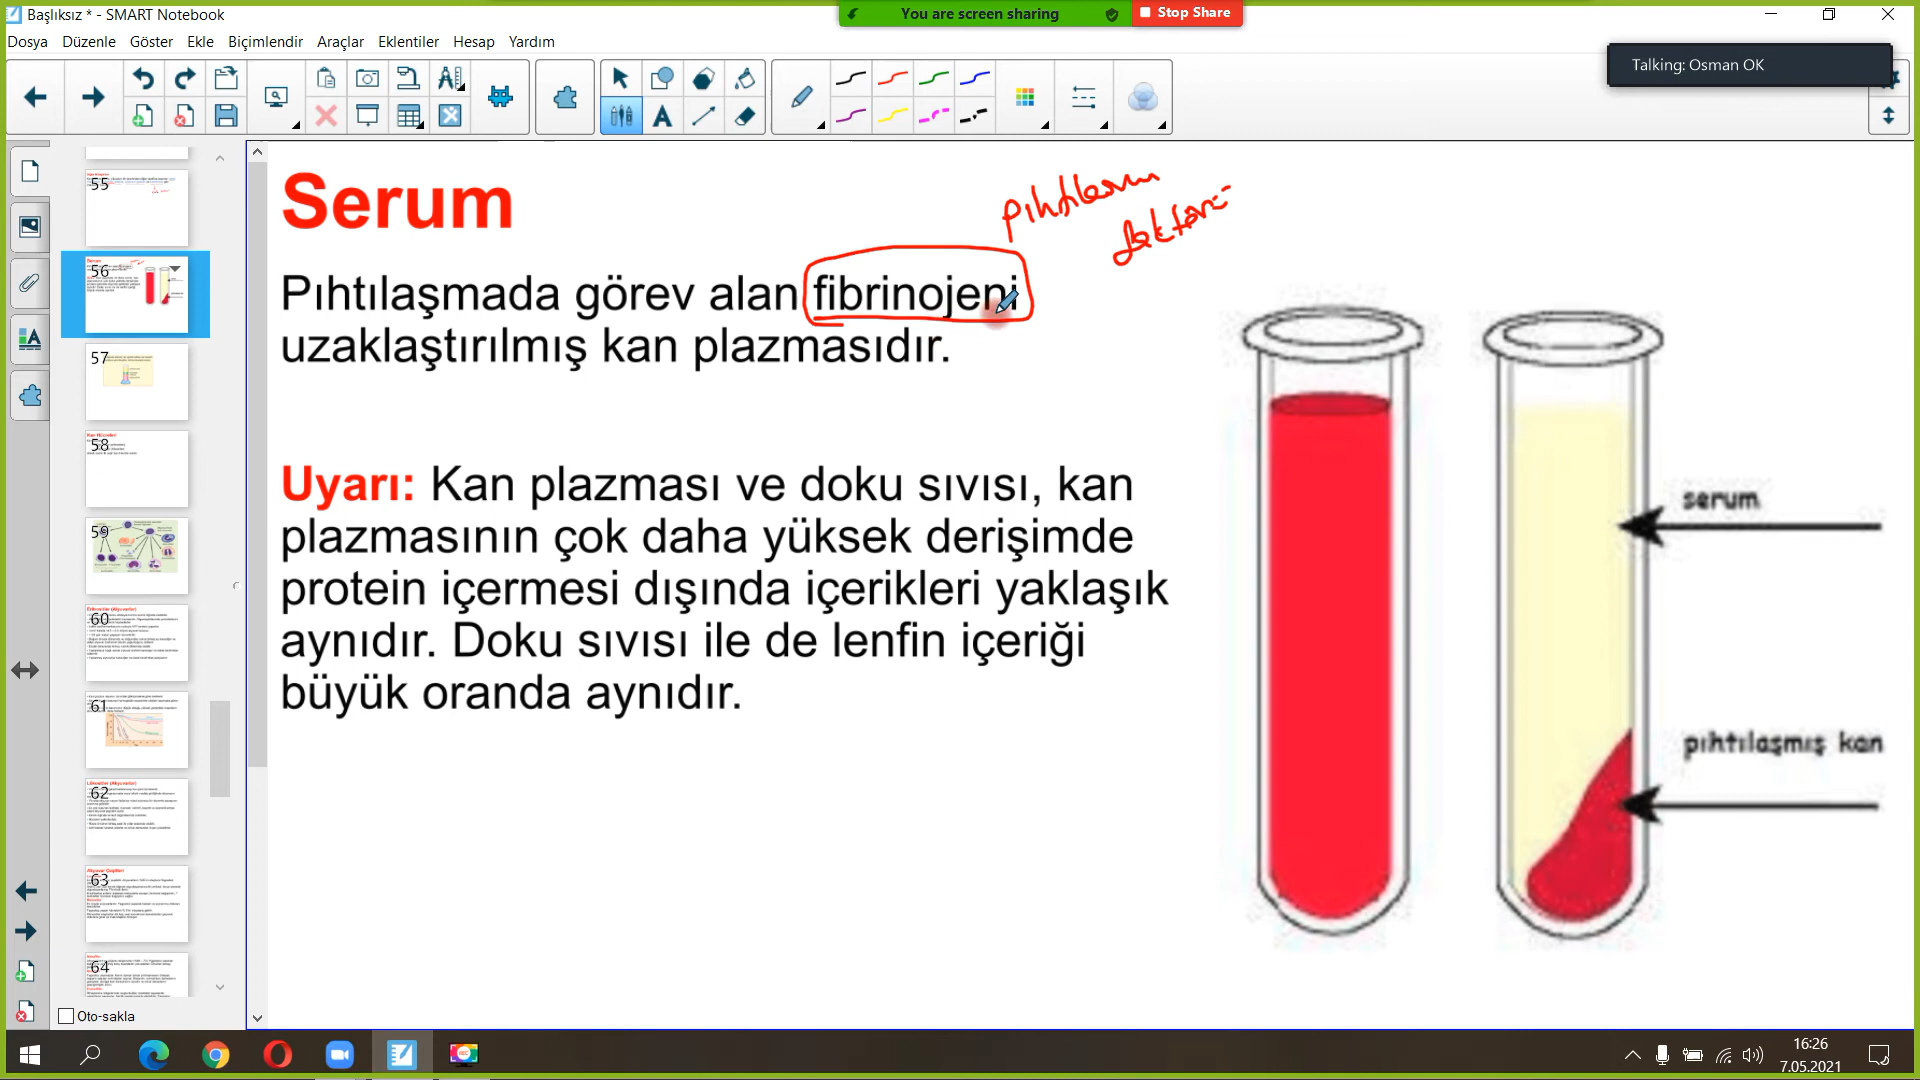 Başlıksız * - SMART Notebook
You are screen sharing
Stop Share
Dosya Düzenle Göster Ekle Biçimlendir Araçlar Eklentiler Hesap Yardım
Talking: Osman OK
55
56
57
58
59
60
61
62
63
64
Oto-sakla
Serum
pıhtılaşma
faktörü
Pıhtılaşmada görev alan fibrinojeni
uzaklaştırılmış kan plazmasıdır.
Uyarı: Kan plazması ve doku sıvısı, kan
plazmasının çok daha yüksek derişimde
protein içermesi dışında içerikleri yaklaşık
aynıdır. Doku sıvısı ile de lenfin içeriği
büyük oranda aynıdır.
serum
pıhtılaşmış kan
16:26
7.05.2021